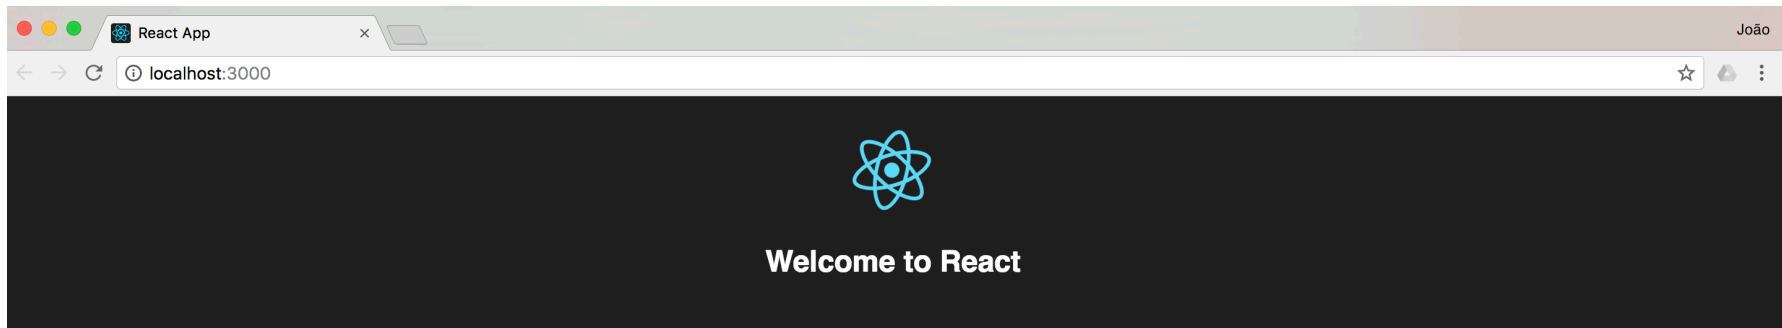 React App
João
localhost:3000
Welcome to React